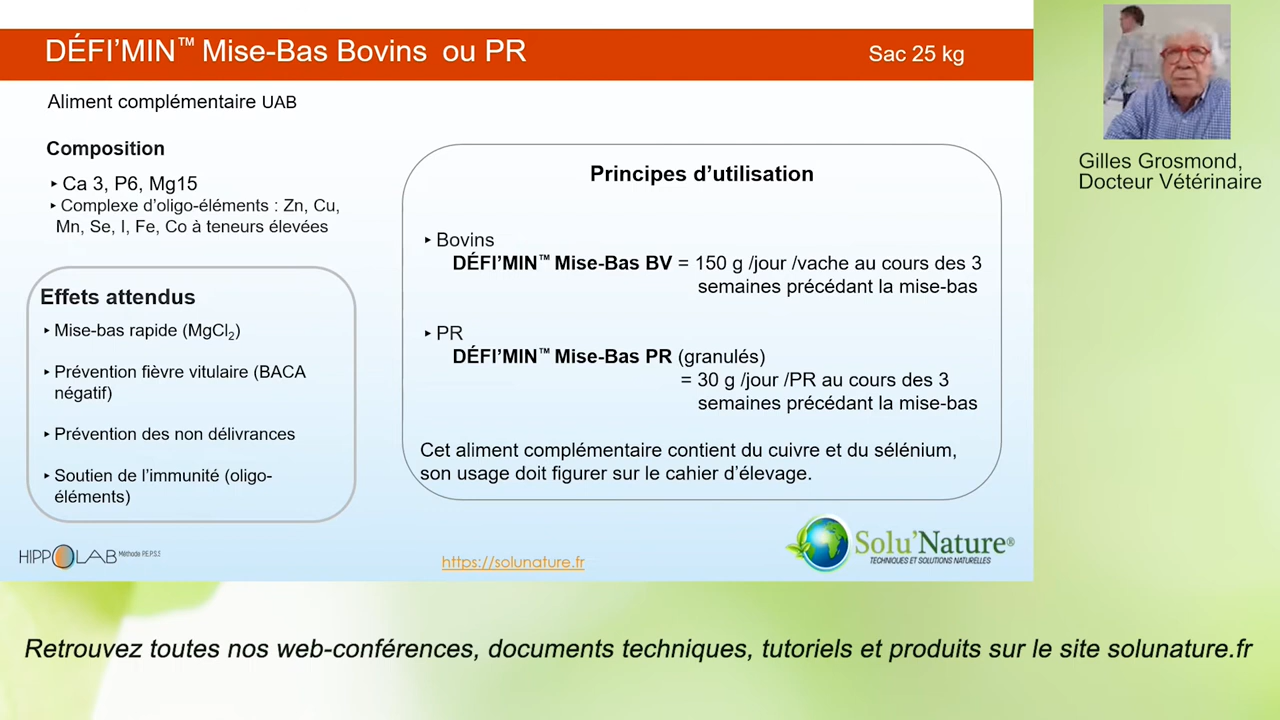 DÉFI’MIN™ Mise-Bas Bovins ou PR
Sac 25 kg
Aliment complémentaire UAB
Composition
▸ Ca 3, P6, Mg15
▸ Complexe d’oligo-éléments : Zn, Cu,
Mn, Se, I, Fe, Co à teneurs élevées
Effets attendus
▸ Mise-bas rapide (MgCl₂)
▸ Prévention fièvre vitulaire (BACA
négatif)
▸ Prévention des non délivrances
▸ Soutien de l’immunité (oligo-
éléments)
Principes d’utilisation
▸ Bovins
DÉFI’MIN™ Mise-Bas BV = 150 g /jour /vache au cours des 3
semaines précédant la mise-bas
▸ PR
DÉFI’MIN™ Mise-Bas PR (granulés)
= 30 g /jour /PR au cours des 3
semaines précédant la mise-bas
Cet aliment complémentaire contient du cuivre et du sélénium,
son usage doit figurer sur le cahier d’élevage.
HIPPOLAB Méthode P.E.P.S.S
https://solunature.fr
Solu’Nature®
TECHNIQUES ET SOLUTIONS NATURELLES
Gilles Grosmond,
Docteur Vétérinaire
Retrouvez toutes nos web-conférences, documents techniques, tutoriels et produits sur le site solunature.fr